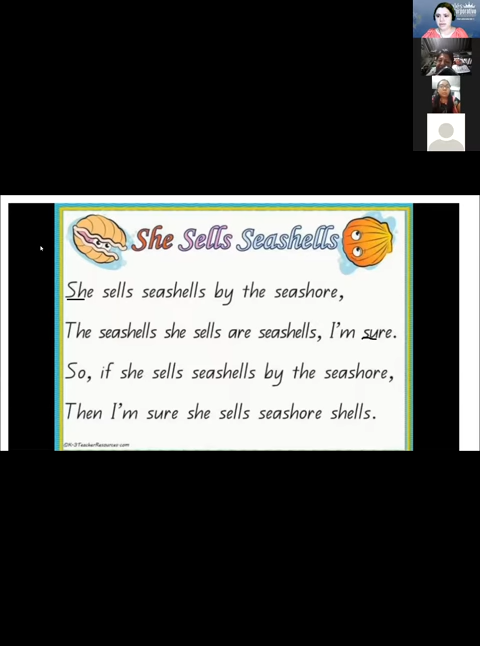 She Sells Seashells
She sells seashells by the seashore,
The seashells she sells are seashells, I'm sure.
So, if she sells seashells by the seashore,
Then I'm sure she sells seashore shells.
©K-3TeacherResources.com